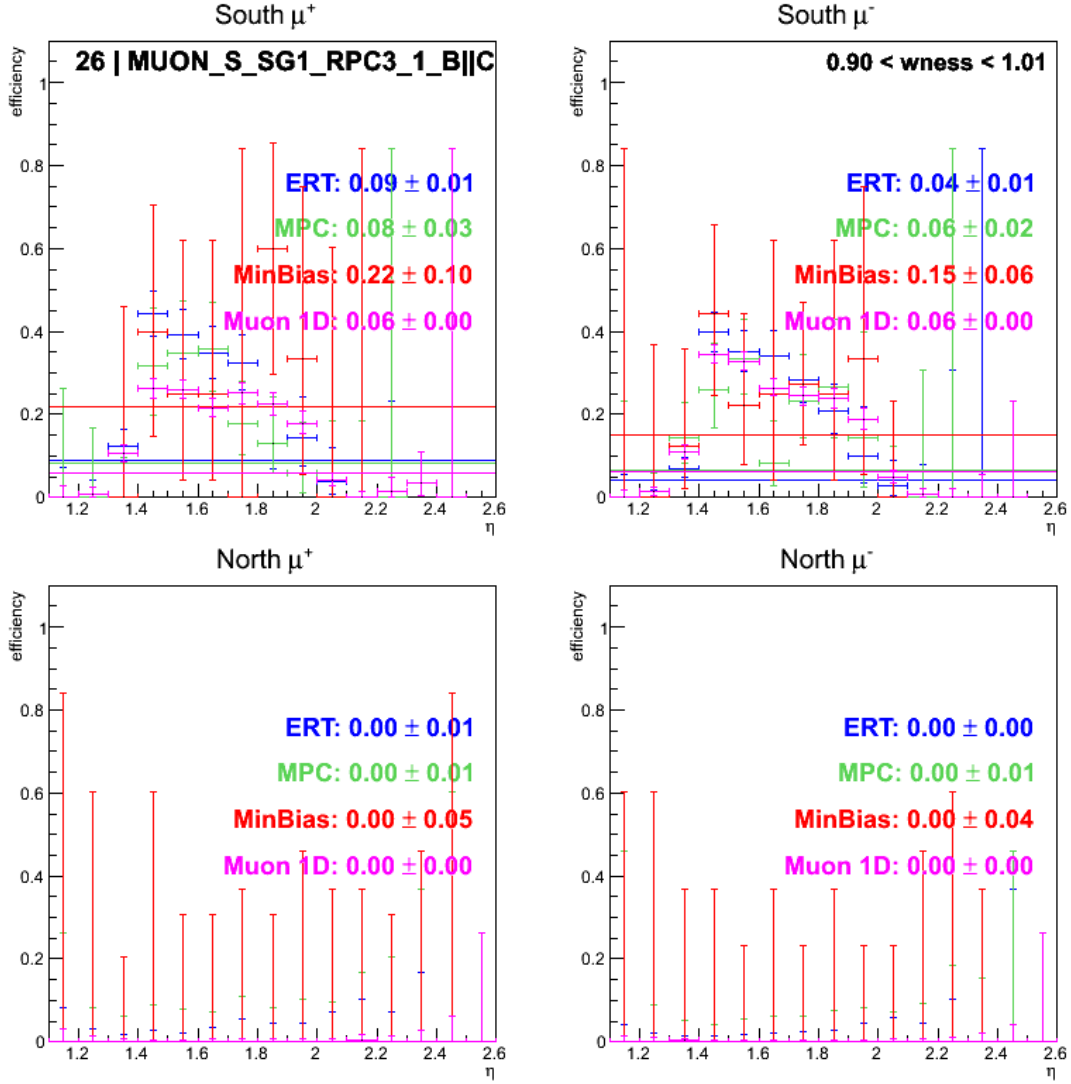 South μ+
26 | MUON_S_SG1_RPC3_1_B||C
efficiency
1
0.8
0.6
0.4
0.2
0
ERT: 0.09 ± 0.01
MPC: 0.08 ± 0.03
MinBias: 0.22 ± 0.10
Muon 1D: 0.06 ± 0.00
1.2 1.4 1.6 1.8 2 2.2 2.4 2.6
η
South μ-
0.90 < wness < 1.01
efficiency
1
0.8
0.6
0.4
0.2
0
ERT: 0.04 ± 0.01
MPC: 0.06 ± 0.02
MinBias: 0.15 ± 0.06
Muon 1D: 0.06 ± 0.00
1.2 1.4 1.6 1.8 2 2.2 2.4 2.6
η
North μ+
efficiency
1
0.8
0.6
0.4
0.2
0
ERT: 0.00 ± 0.01
MPC: 0.00 ± 0.01
MinBias: 0.00 ± 0.05
Muon 1D: 0.00 ± 0.00
1.2 1.4 1.6 1.8 2 2.2 2.4 2.6
η
North μ-
efficiency
1
0.8
0.6
0.4
0.2
0
ERT: 0.00 ± 0.00
MPC: 0.00 ± 0.01
MinBias: 0.00 ± 0.04
Muon 1D: 0.00 ± 0.00
1.2 1.4 1.6 1.8 2 2.2 2.4 2.6
η